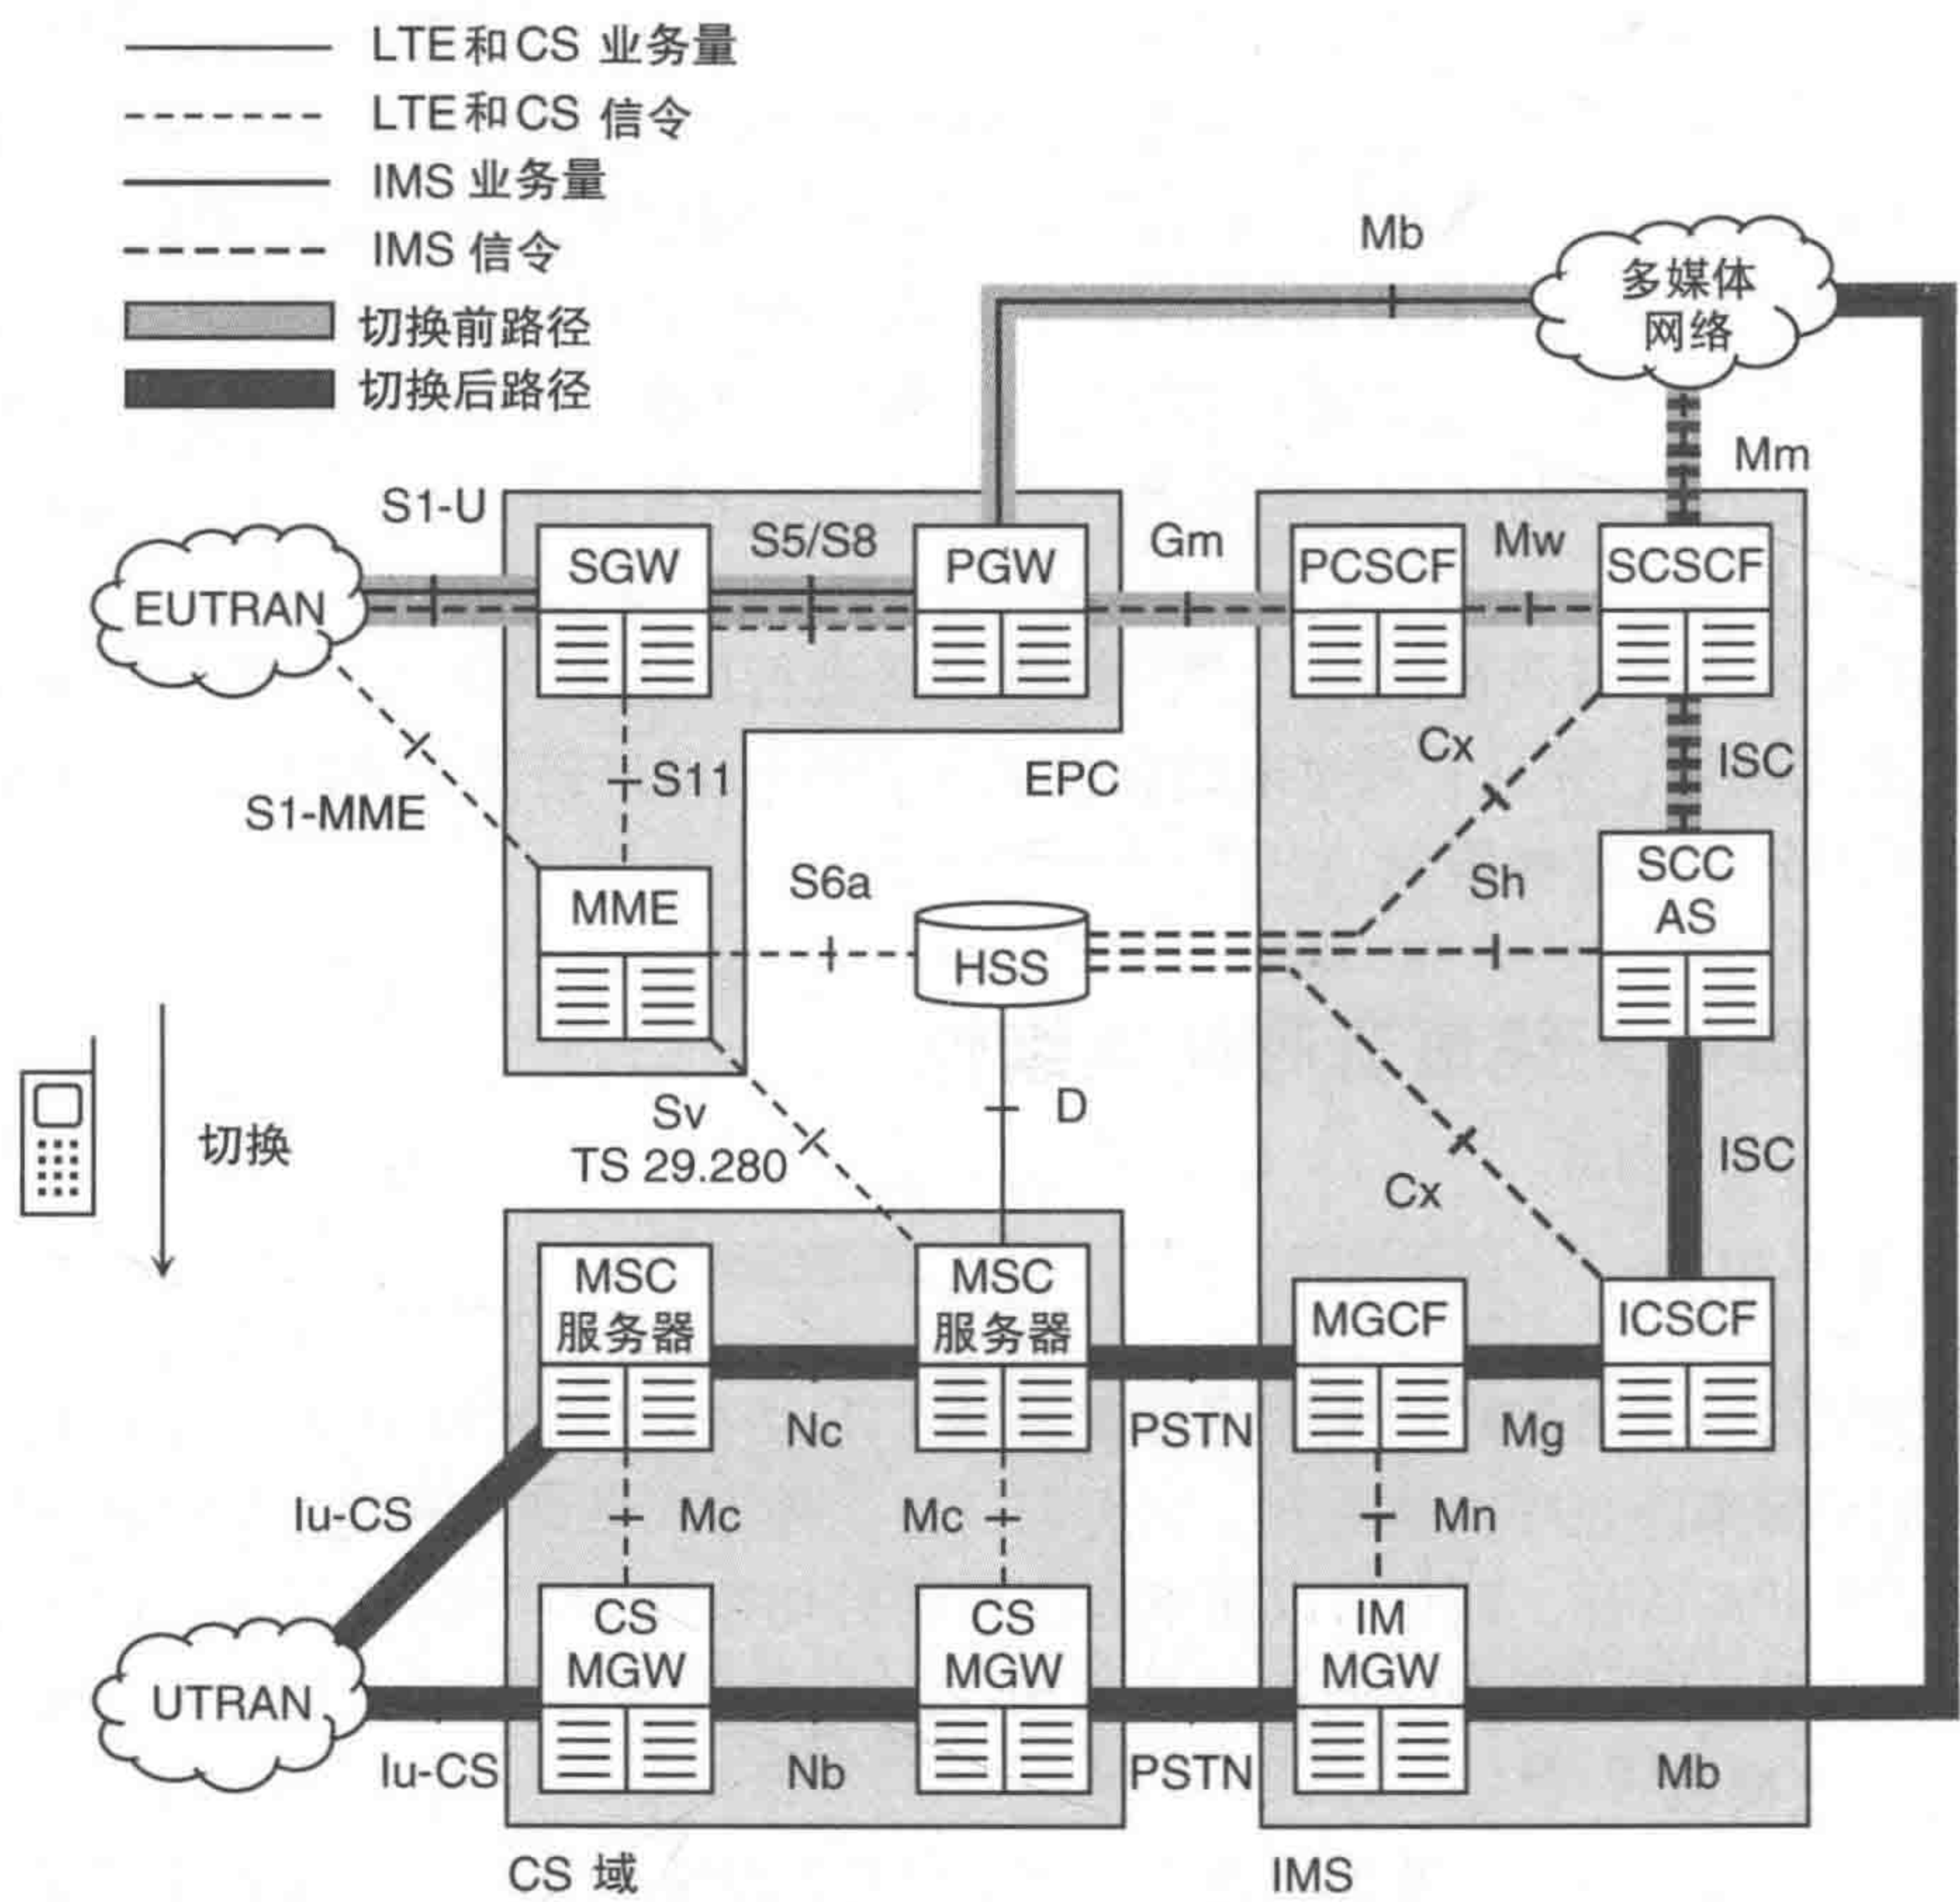 LTE和CS 业务量
LTE和CS 信令
IMS 业务量
IMS 信令
切换前路径
切换后路径
Mb
多媒体
网络
Mm
S1-U
SGW
S5/S8
PGW
Gm
PCSCF
Mw
SCSCF
EUTRAN
S1-MME
S11
EPC
Cx
ISC
MME
S6a
HSS
Sh
SCC
AS
切换
Sv
TS 29.280
D
Cx
ISC
MSC
服务器
MSC
服务器
MGCF
ICSCF
Nc
PSTN
Mg
Iu-CS
Mc
Mc
Mn
UTRAN
CS
MGW
CS
MGW
IM
MGW
Iu-CS
Nb
PSTN
Mb
CS 域
IMS